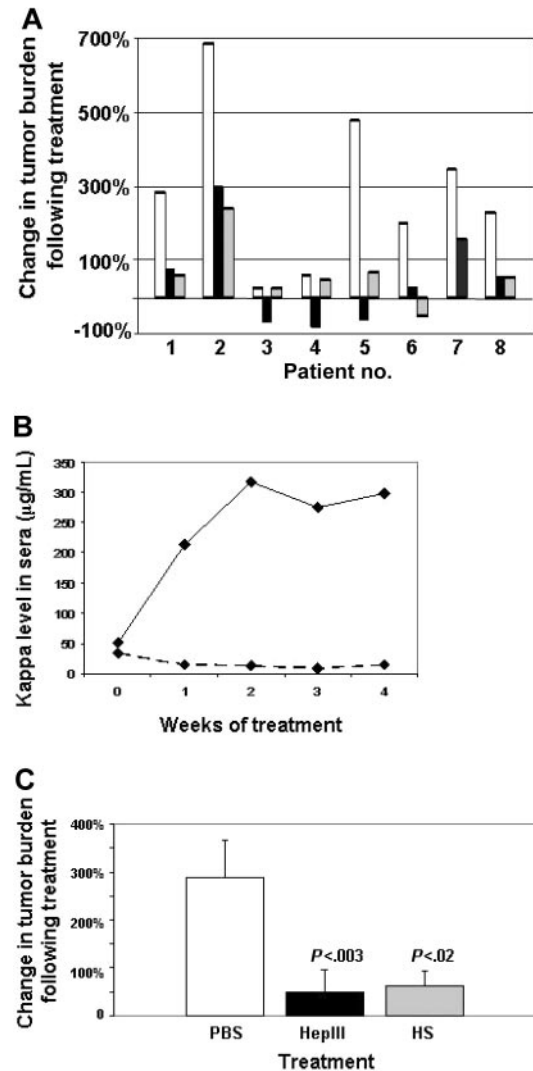 A
Change in tumor burden
following treatment
700%
500%
300%
100%
-100%
1 2 3 4 5 6 7 8
Patient no.
B
Kappa level in sera (µg/mL)
350
300
250
200
150
100
50
0
0 1 2 3 4
Weeks of treatment
C
Change in tumor burden
following treatment
400%
300%
200%
100%
0
P<.003 P<.02
PBS HepIII HS
Treatment